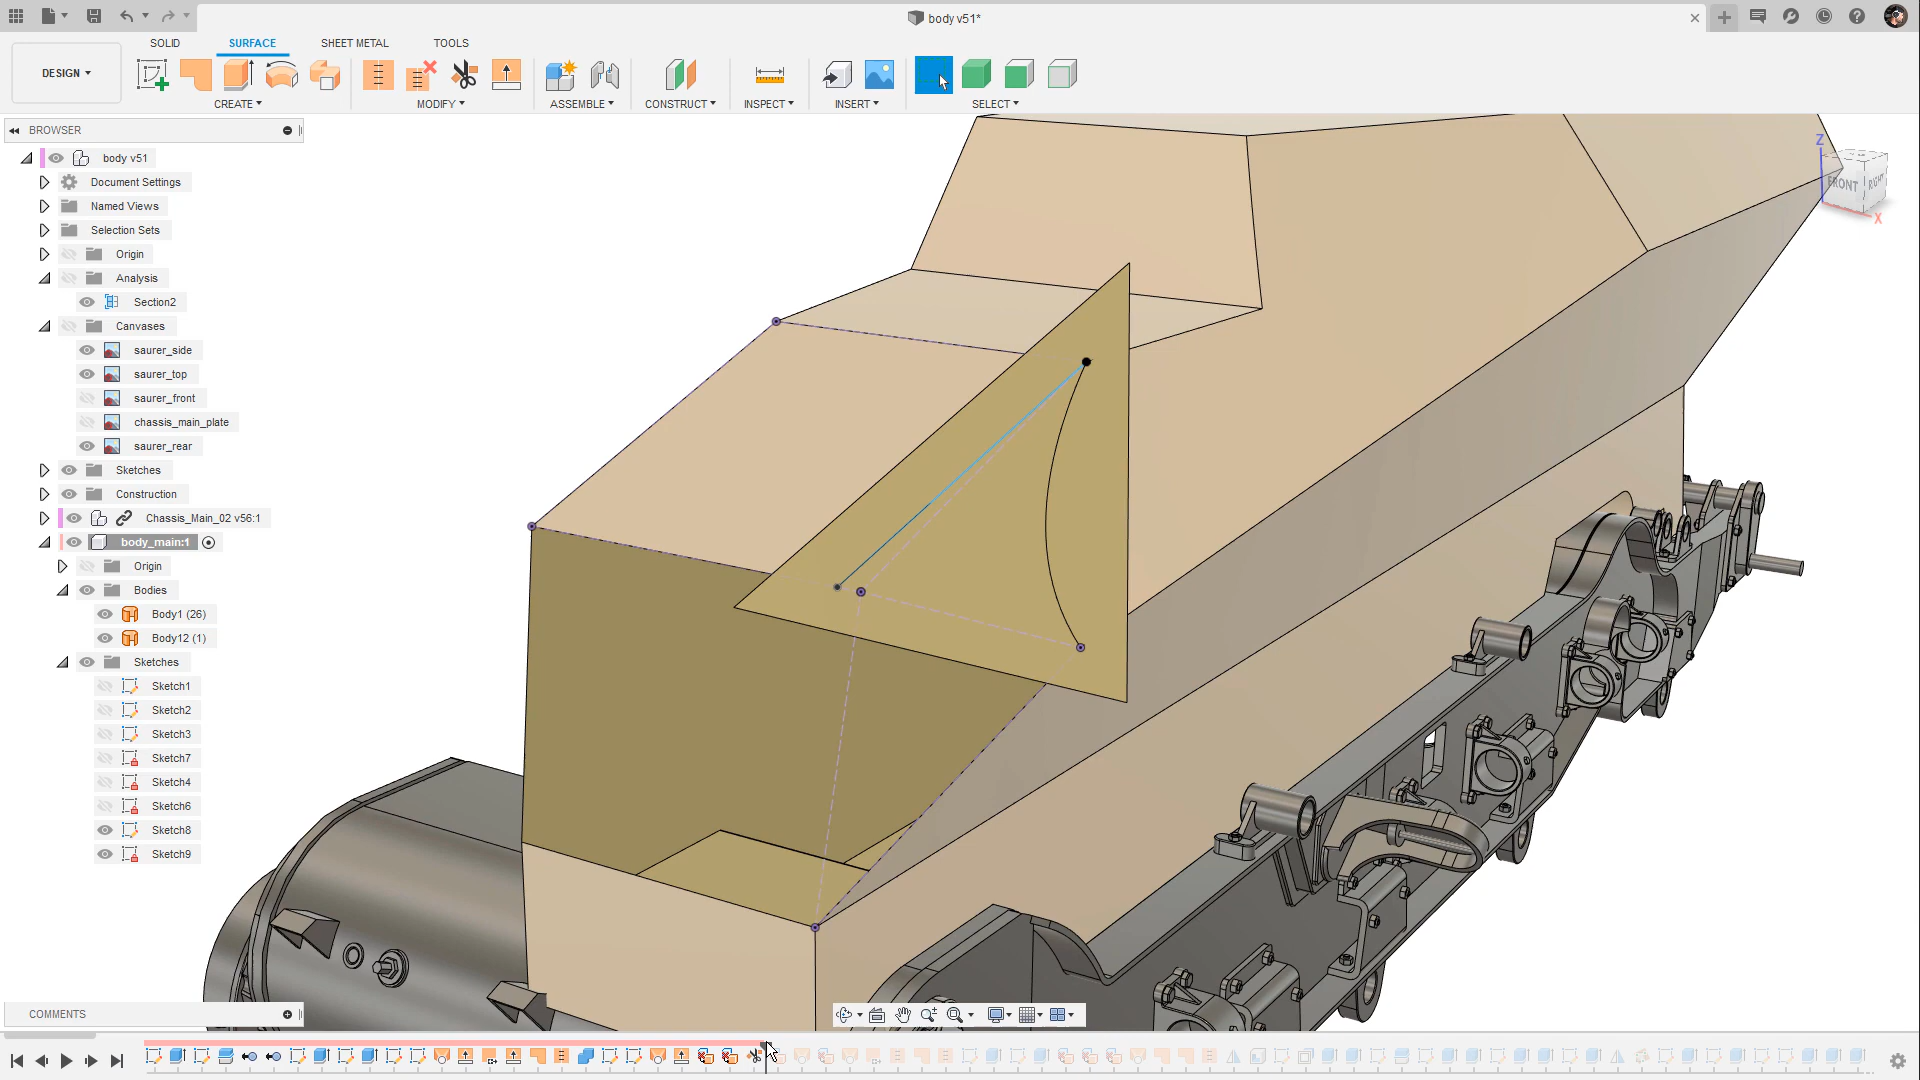 body v51*
SOLID
SURFACE
SHEET METAL
TOOLS
DESIGN
CREATE
MODIFY
ASSEMBLE
CONSTRUCT
INSPECT
INSERT
SELECT
BROWSER
body v51
Document Settings
Named Views
Selection Sets
Origin
Analysis
Section2
Canvases
saurer_side
saurer_top
saurer_front
chassis_main_plate
saurer_rear
Sketches
Construction
Chassis_Main_02 v56:1
body_main:1
Origin
Bodies
Body1 (26)
Body12 (1)
Sketches
Sketch1
Sketch2
Sketch3
Sketch7
Sketch4
Sketch6
Sketch8
Sketch9
Z
FRONT
RIGHT
X
COMMENTS